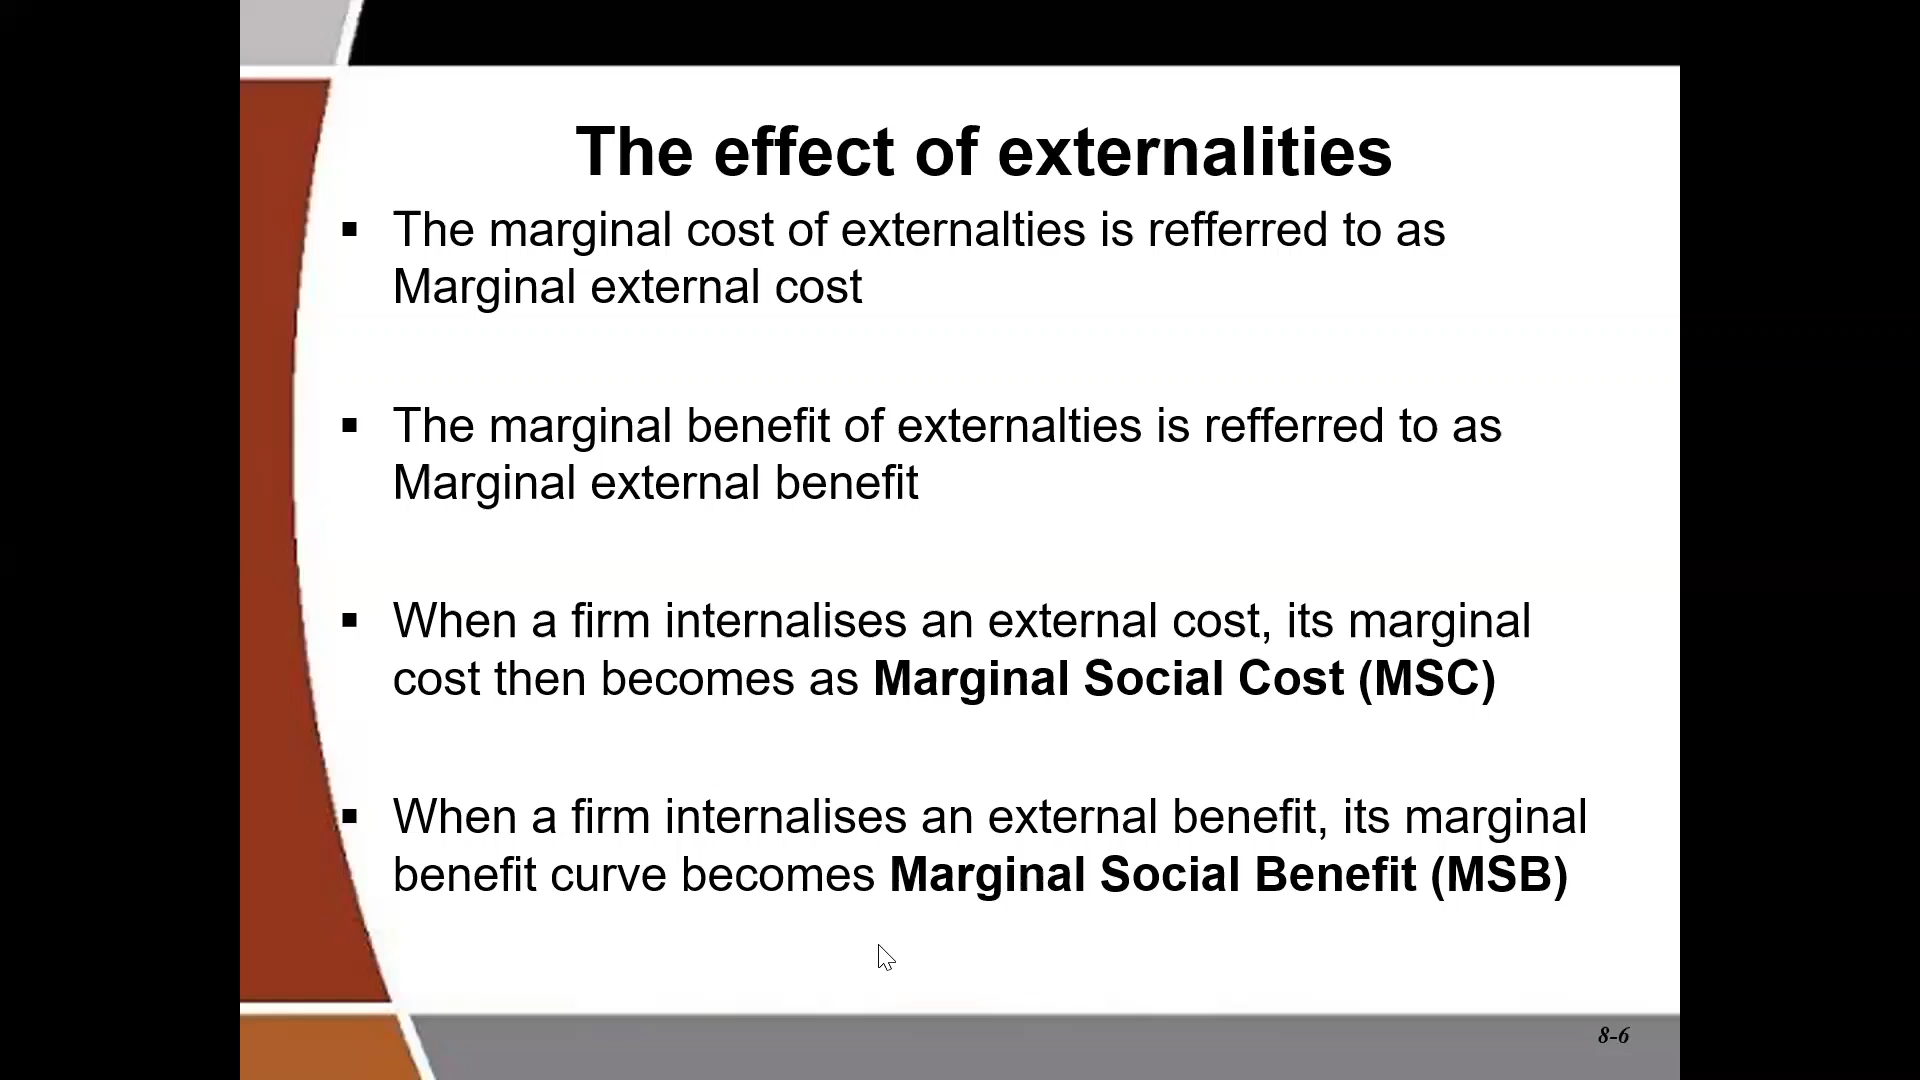 The effect of externalities
▪ The marginal cost of externalties is refferred to as
Marginal external cost
▪ The marginal benefit of externalties is refferred to as
Marginal external benefit
▪ When a firm internalises an external cost, its marginal
cost then becomes as Marginal Social Cost (MSC)
▪ When a firm internalises an external benefit, its marginal
benefit curve becomes Marginal Social Benefit (MSB)
8-6